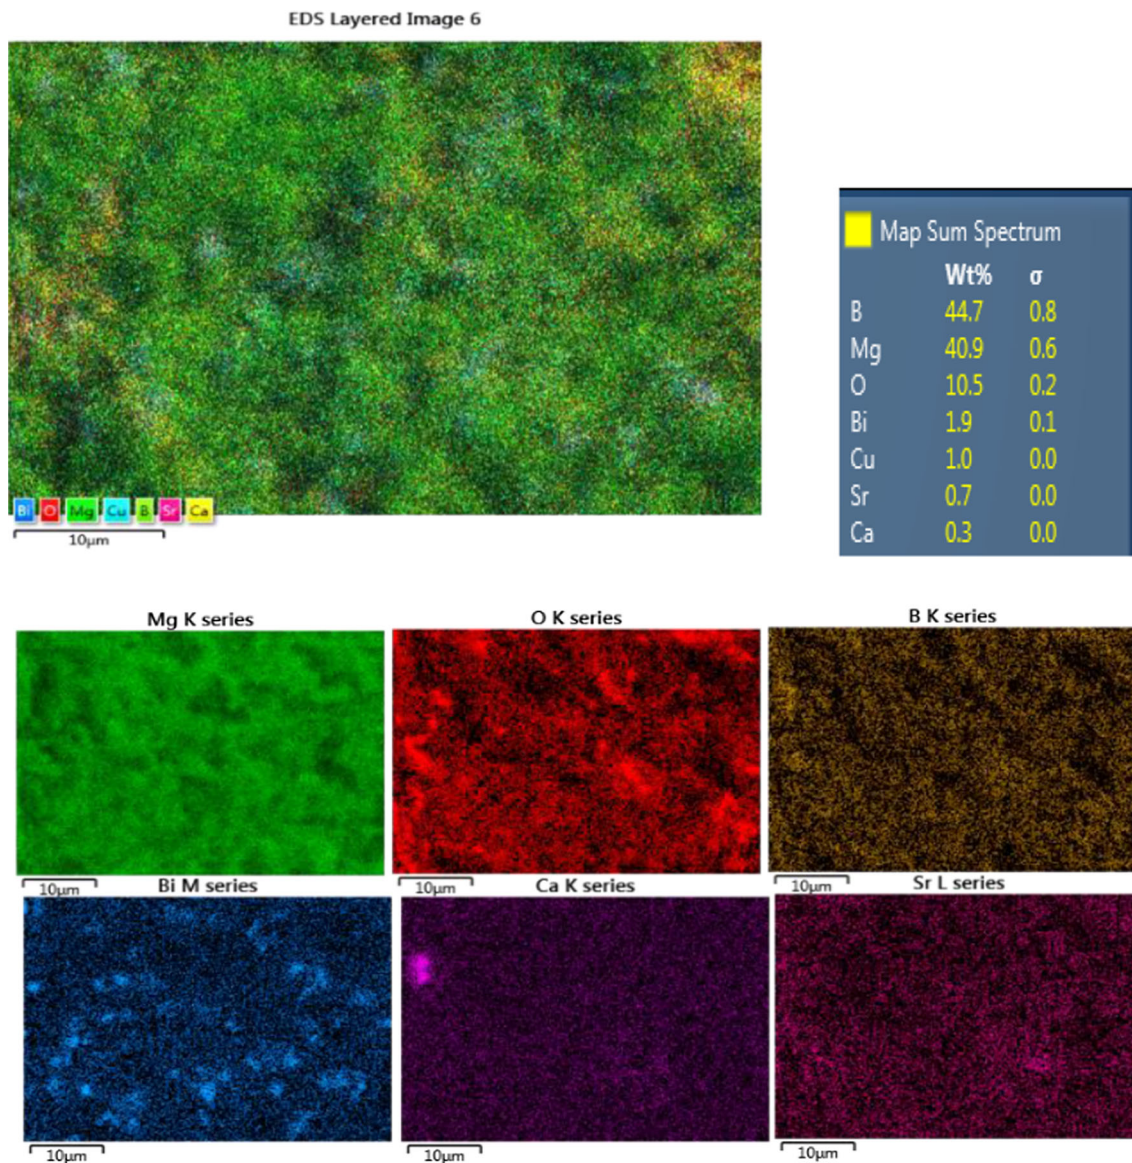 EDS Layered Image 6
Bi O Mg Cu B Sr Ca
10µm
Map Sum Spectrum
Wt% σ
B 44.7 0.8
Mg 40.9 0.6
O 10.5 0.2
Bi 1.9 0.1
Cu 1.0 0.0
Sr 0.7 0.0
Ca 0.3 0.0
Mg K series
O K series
B K series
10µm
10µm
10µm
Bi M series
Ca K series
Sr L series
10µm
10µm
10µm